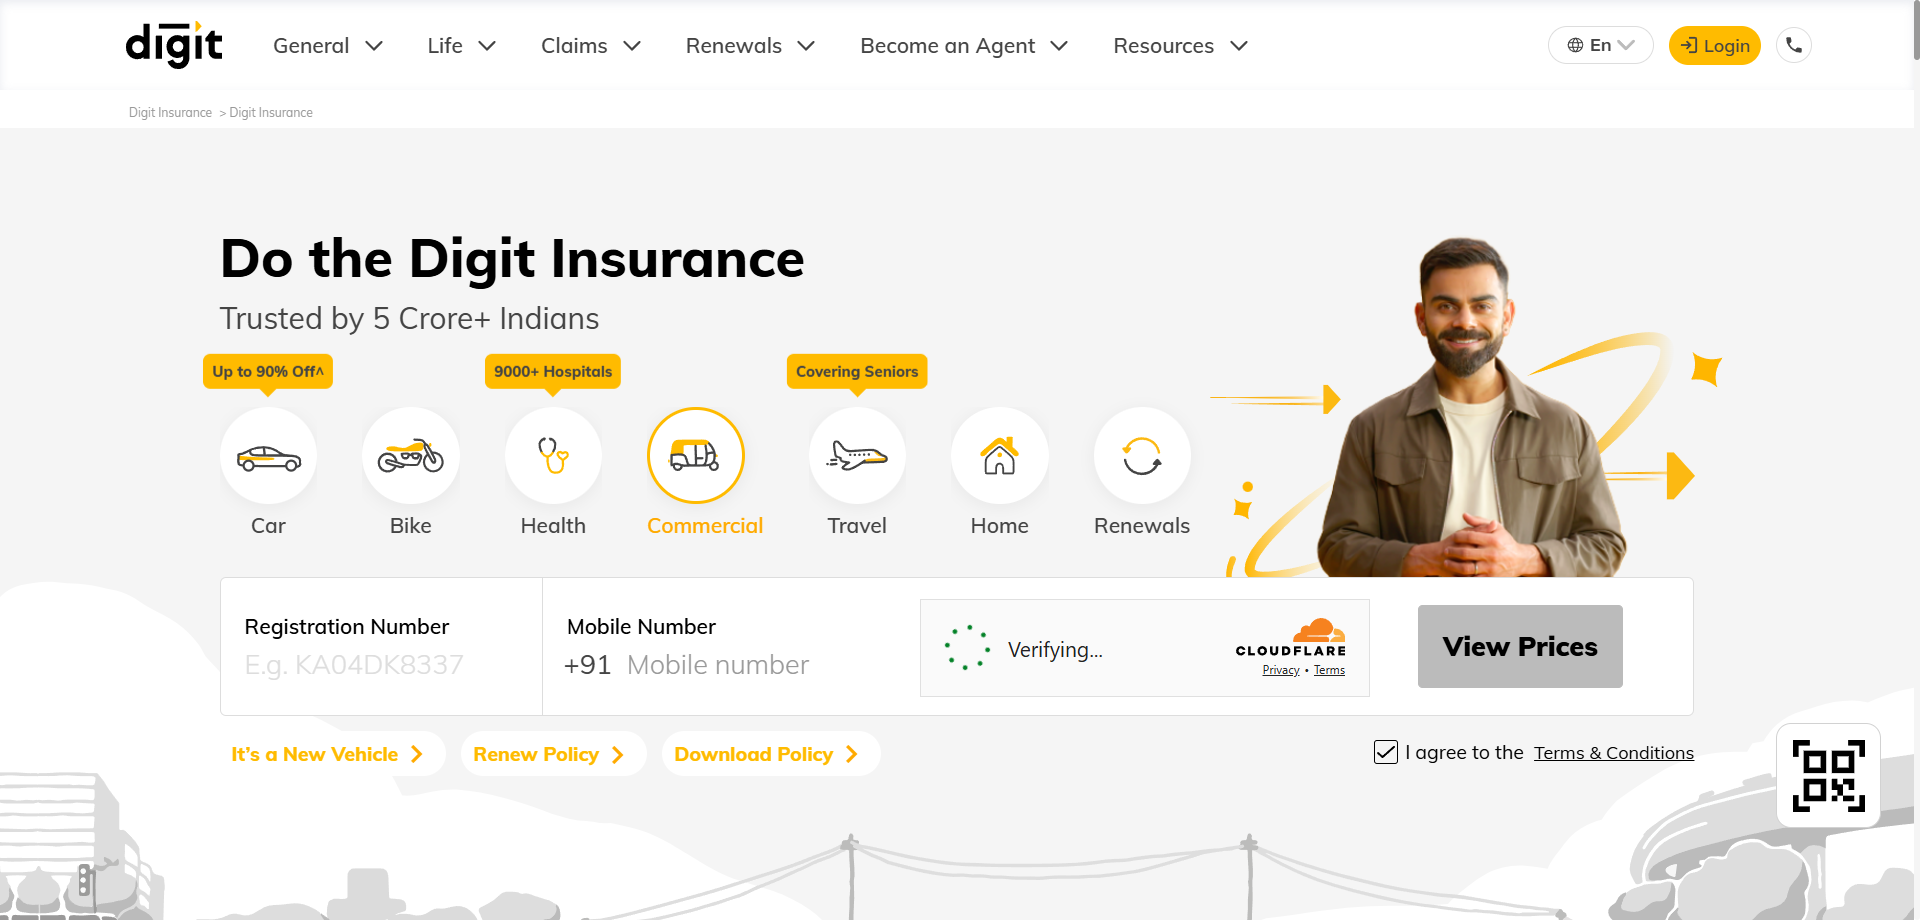 digit
General
Life
Claims
Renewals
Become an Agent
Resources
En
Login
Digit Insurance > Digit Insurance
Do the Digit Insurance
Trusted by 5 Crore+ Indians
Up to 90% Off^
9000+ Hospitals
Covering Seniors
Car
Bike
Health
Commercial
Travel
Home
Renewals
Registration Number
E.g. KA04DK8337
Mobile Number
+91 Mobile number
Verifying...
CLOUDFLARE
Privacy • Terms
View Prices
It's a New Vehicle
Renew Policy
Download Policy
I agree to the Terms & Conditions